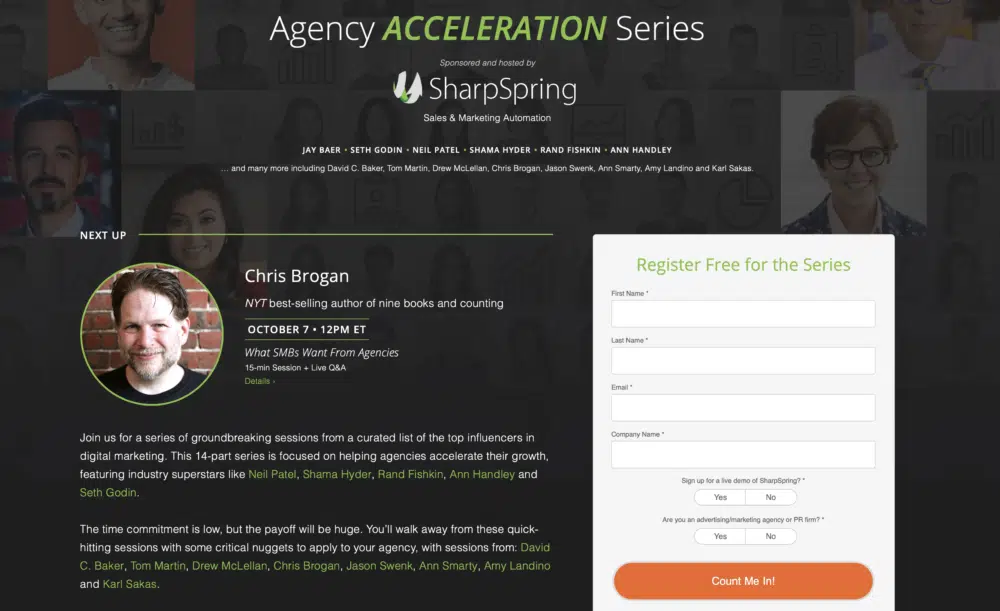 Agency ACCELERATION Series
Sponsored and hosted by
SharpSpring
Sales & Marketing Automation
JAY BAER • SETH GODIN • NEIL PATEL • SHAMA HYDER • RAND FISHKIN • ANN HANDLEY
... and many more including David C. Baker, Tom Martin, Drew McLellan, Chris Brogan, Jason Swenk, Ann Smarty, Amy Landino and Karl Sakas.
NEXT UP
Chris Brogan
NYT best-selling author of nine books and counting
OCTOBER 7 • 12PM ET
What SMBs Want From Agencies
15-min Session + Live Q&A
Details ›
Join us for a series of groundbreaking sessions from a curated list of the top influencers in
digital marketing. This 14-part series is focused on helping agencies accelerate their growth,
featuring industry superstars like Neil Patel, Shama Hyder, Rand Fishkin, Ann Handley and
Seth Godin.
The time commitment is low, but the payoff will be huge. You'll walk away from these quick-
hitting sessions with some critical nuggets to apply to your agency, with sessions from: David
C. Baker, Tom Martin, Drew McLellan, Chris Brogan, Jason Swenk, Ann Smarty, Amy Landino
and Karl Sakas.
Register Free for the Series
First Name *
Last Name *
Email *
Company Name *
Sign up for a live demo of SharpSpring? *
Yes No
Are you an advertising/marketing agency or PR firm? *
Yes No
Count Me In!